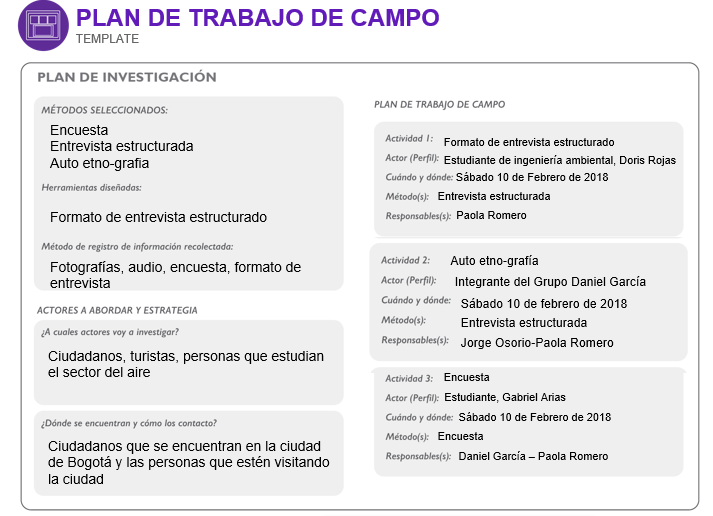 PLAN DE TRABAJO DE CAMPO
TEMPLATE
PLAN DE INVESTIGACIÓN
MÉTODOS SELECCIONADOS:
Encuesta
Entrevista estructurada
Auto etno-grafia
Herramientas diseñadas:
Formato de entrevista estructurado
Método de registro de información recolectada:
Fotografías, audio, encuesta, formato de
entrevista
ACTORES A ABORDAR Y ESTRATEGIA
¿A cuales actores voy a investigar?
Ciudadanos, turistas, personas que estudian
el sector del aire
¿Dónde se encuentran y cómo los contacto?
Ciudadanos que se encuentran en la ciudad
de Bogotá y las personas que estén visitando
la ciudad
PLAN DE TRABAJO DE CAMPO
Actividad 1: Formato de entrevista estructurado
Actor (Perfil): Estudiante de ingeniería ambiental, Doris Rojas
Cuándo y dónde: Sábado 10 de Febrero de 2018
Método(s): Entrevista estructurada
Responsables(s): Paola Romero
Actividad 2: Auto etno-grafía
Actor (Perfil): Integrante del Grupo Daniel García
Cuándo y dónde: Sábado 10 de febrero de 2018
Método(s): Entrevista estructurada
Responsables(s): Jorge Osorio-Paola Romero
Actividad 3: Encuesta
Actor (Perfil): Estudiante, Gabriel Arias
Cuándo y dónde: Sábado 10 de Febrero de 2018
Método(s): Encuesta
Responsables(s): Daniel García – Paola Romero